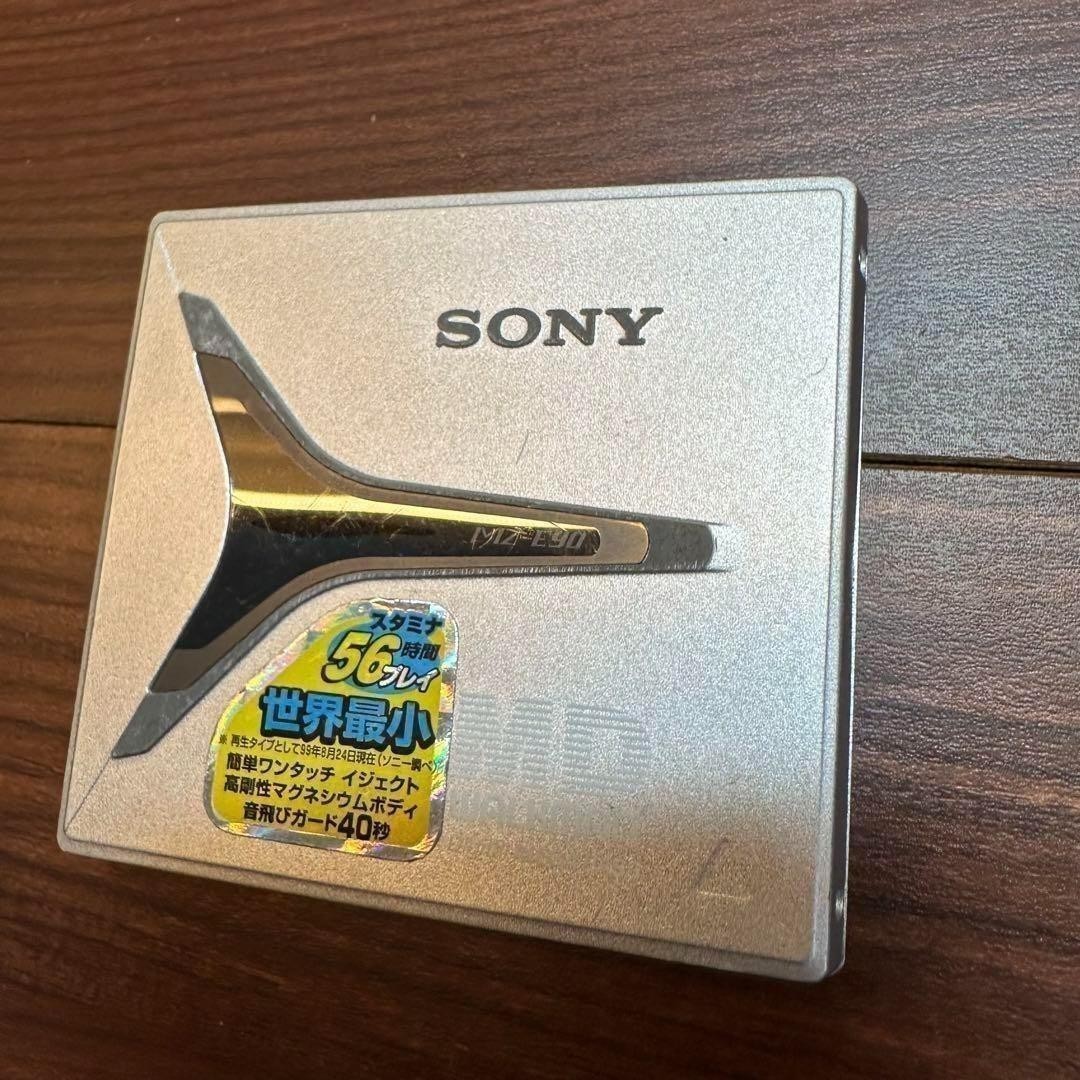 SONY
MZ-E90
スタミナ
56時間
プレイ
世界最小
※再生タイプとして99年8月24日現在(ソニー調べ)
簡単ワンタッチ イジェクト
高剛性マグネシウムボディ
音飛びガード40秒
MD
WALKMAN